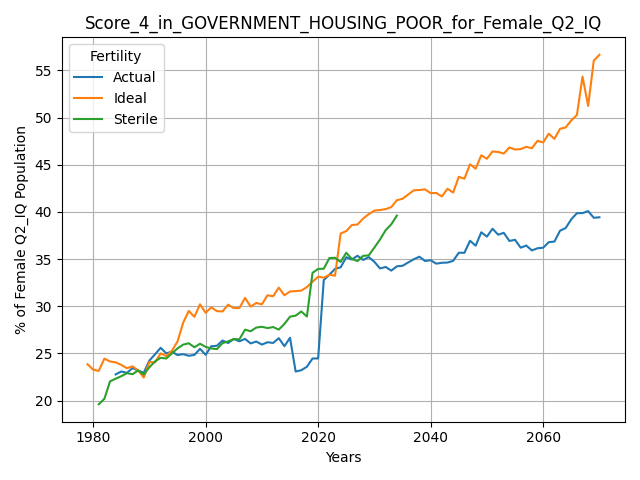 Score_4_in_GOVERNMENT_HOUSING_POOR_for_Female_Q2_IQ
Fertility
Actual
Ideal
Sterile
% of Female Q2_IQ Population
55
50
45
40
35
30
25
20
1980
2000
2020
2040
2060
Years